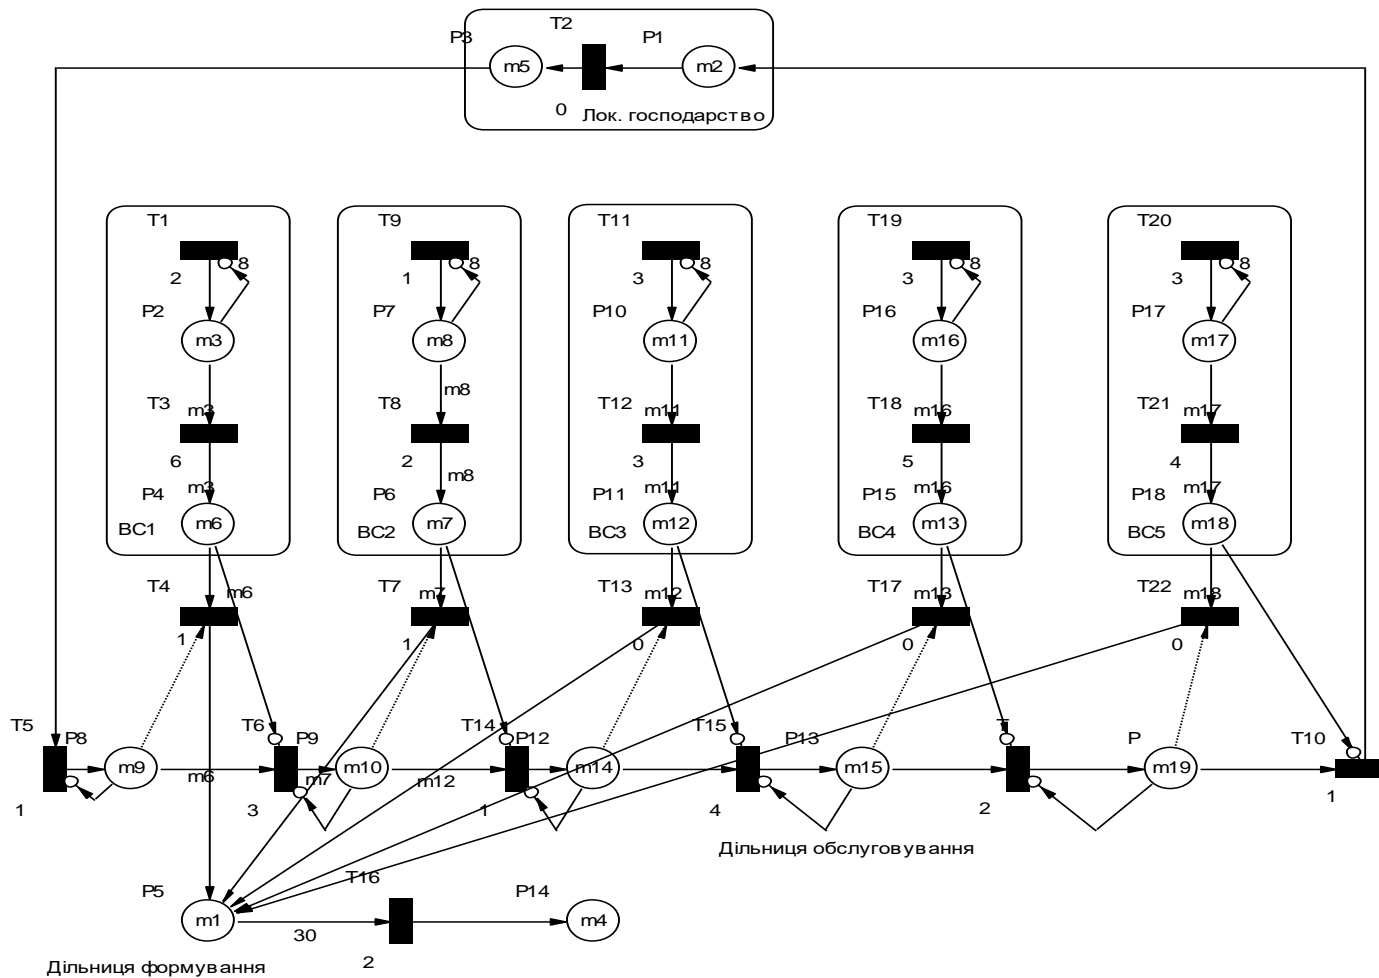 T2
P3
P1
m5
m2
0
Лок. господарство
T1
T9
T11
T19
T20
8
8
8
8
8
2
1
3
3
3
P2
P7
P10
P16
P17
m3
m8
m11
m16
m17
m8
T3
m3
T8
T12
m11
T18
m16
T21
m17
6
2
3
5
4
m3
m8
m11
m16
m17
P4
P6
P11
P15
P18
m6
m7
m12
m13
m18
BC1
BC2
BC3
BC4
BC5
T4
m6
T7
m7
T13
m12
T17
m13
T22
m18
1
1
0
0
0
T5
P8
T6
P9
T14
P12
T15
P13
T
P
T10
m9
m10
m14
m15
m19
m6
m7
m12
1
3
1
4
2
1
Дільниця обслуговування
P5
T16
P14
m1
m4
30
2
Дільниця формування